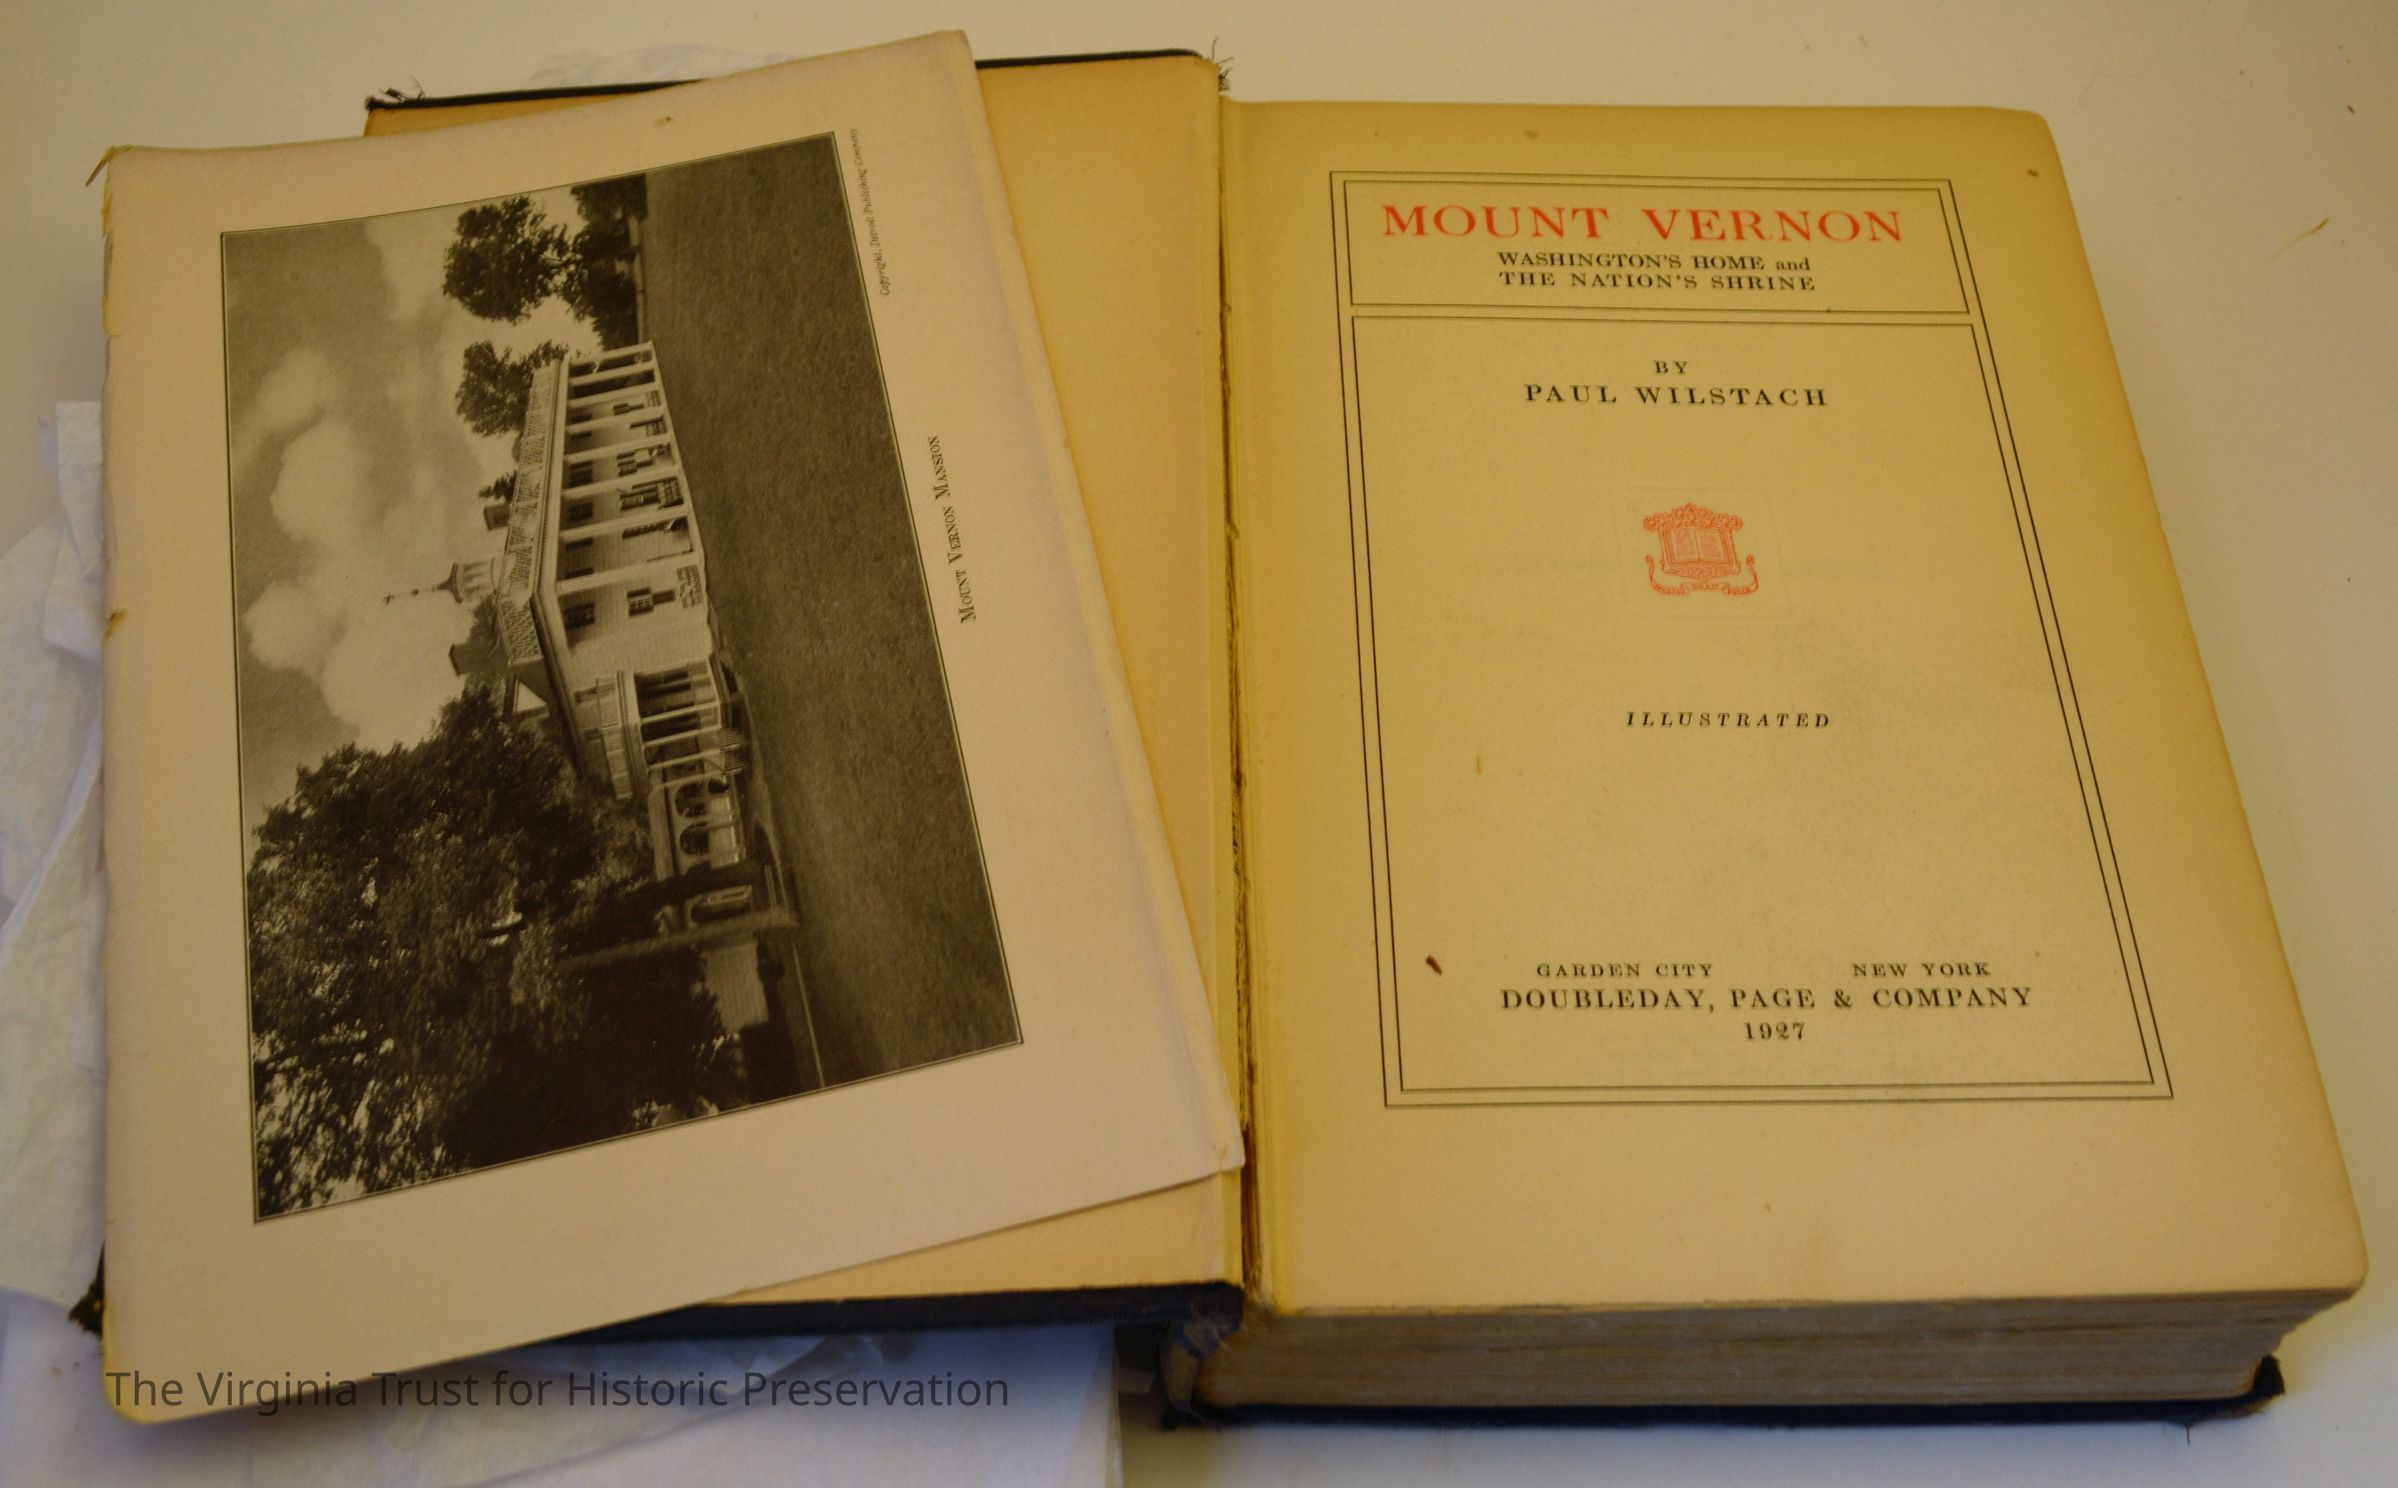 Copyright, Detroit Publishing Company
MOUNT VERNON MANSION
MOUNT VERNON
WASHINGTON'S HOME and
THE NATION'S SHRINE
BY
PAUL WILSTACH
ILLUSTRATED
GARDEN CITY NEW YORK
DOUBLEDAY, PAGE & COMPANY
1927
The Virginia Trust for Historic Preservation